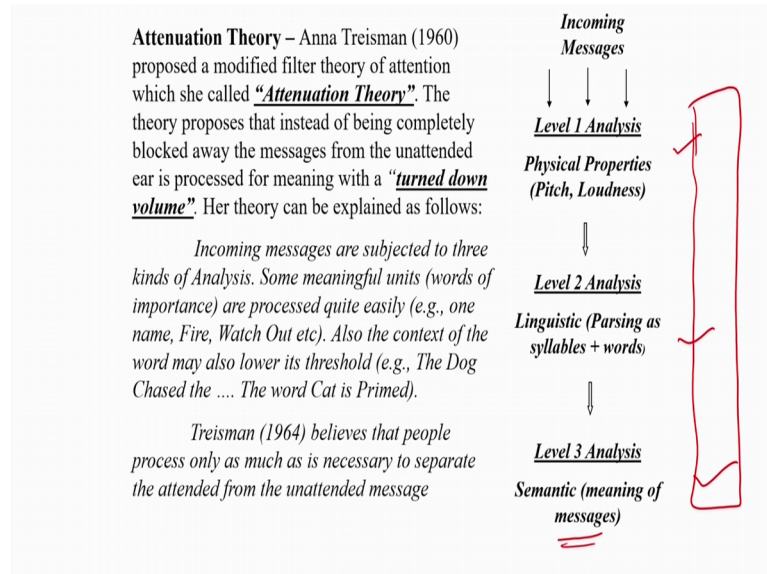 Attenuation Theory – Anna Treisman (1960)
proposed a modified filter theory of attention
which she called “Attenuation Theory”. The
theory proposes that instead of being completely
blocked away the messages from the unattended
ear is processed for meaning with a “turned down
volume”. Her theory can be explained as follows:
Incoming messages are subjected to three
kinds of Analysis. Some meaningful units (words of
importance) are processed quite easily (e.g., one
name, Fire, Watch Out etc). Also the context of the
word may also lower its threshold (e.g., The Dog
Chased the .... The word Cat is Primed).
Treisman (1964) believes that people
process only as much as is necessary to separate
the attended from the unattended message
Incoming
Messages
Level 1 Analysis
Physical Properties
(Pitch, Loudness)
Level 2 Analysis
Linguistic (Parsing as
syllables + words)
Level 3 Analysis
Semantic (meaning of
messages)